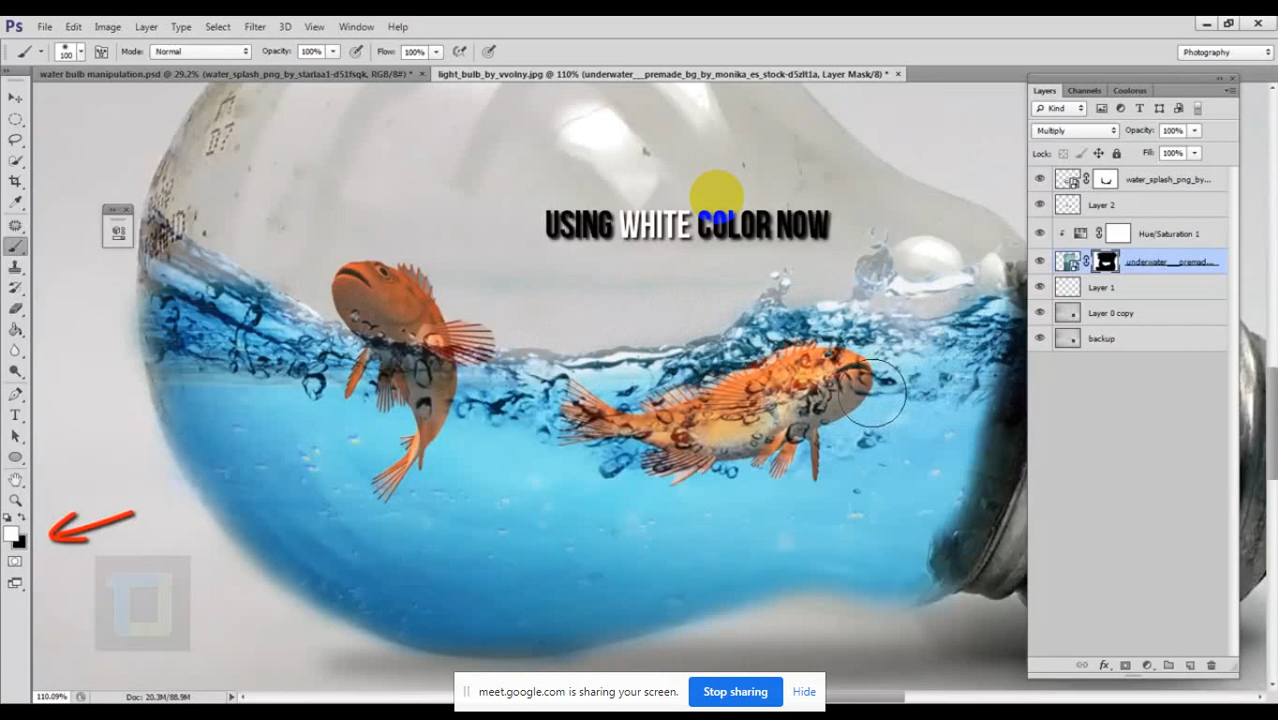 Ps File Edit Image Layer Type Select Filter 3D View Window Help
100 Mode: Normal Opacity: 100% Flow: 100% Photography
water bulb manipulation.psd @ 29.2% (water_splash_png_by_starlaa1-d51fsqk, RGB/8#) * × light_bulb_by_vvolny.jpg @ 110% (underwater__premade_bg_by_monika_es_stock-d5zlt1a, Layer Mask/8) * ×
Layers Channels Coolorus
Kind
Multiply Opacity: 100%
Lock: Fill: 100%
water_splash_png_by...
Layer 2
USING WHITE COLOR NOW
Hue/Saturation 1
underwater__premad...
Layer 1
Layer 0 copy
backup
110.09% Doc: 20.3M/88.9M
meet.google.com is sharing your screen. Stop sharing Hide